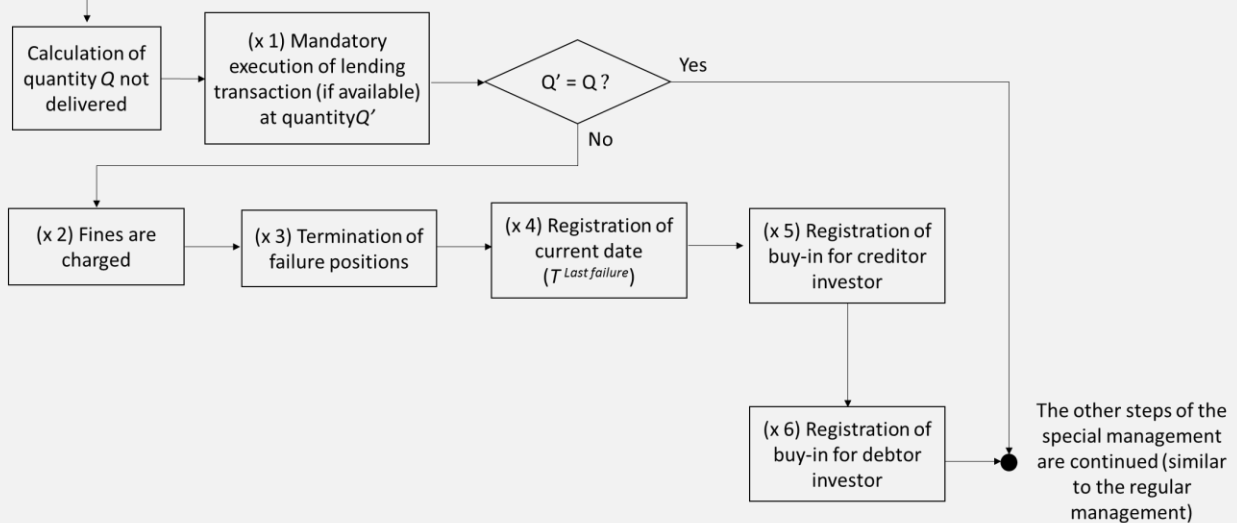 Calculation of
quantity Q not
delivered
(x 1) Mandatory
execution of lending
transaction (if available)
at quantityQ’
Q’ = Q ?
Yes
No
(x 2) Fines are
charged
(x 3) Termination of
failure positions
(x 4) Registration of
current date
(T Last failure)
(x 5) Registration of
buy-in for creditor
investor
(x 6) Registration of
buy-in for debtor
investor
The other steps of the
special management
are continued (similar
to the regular
management)